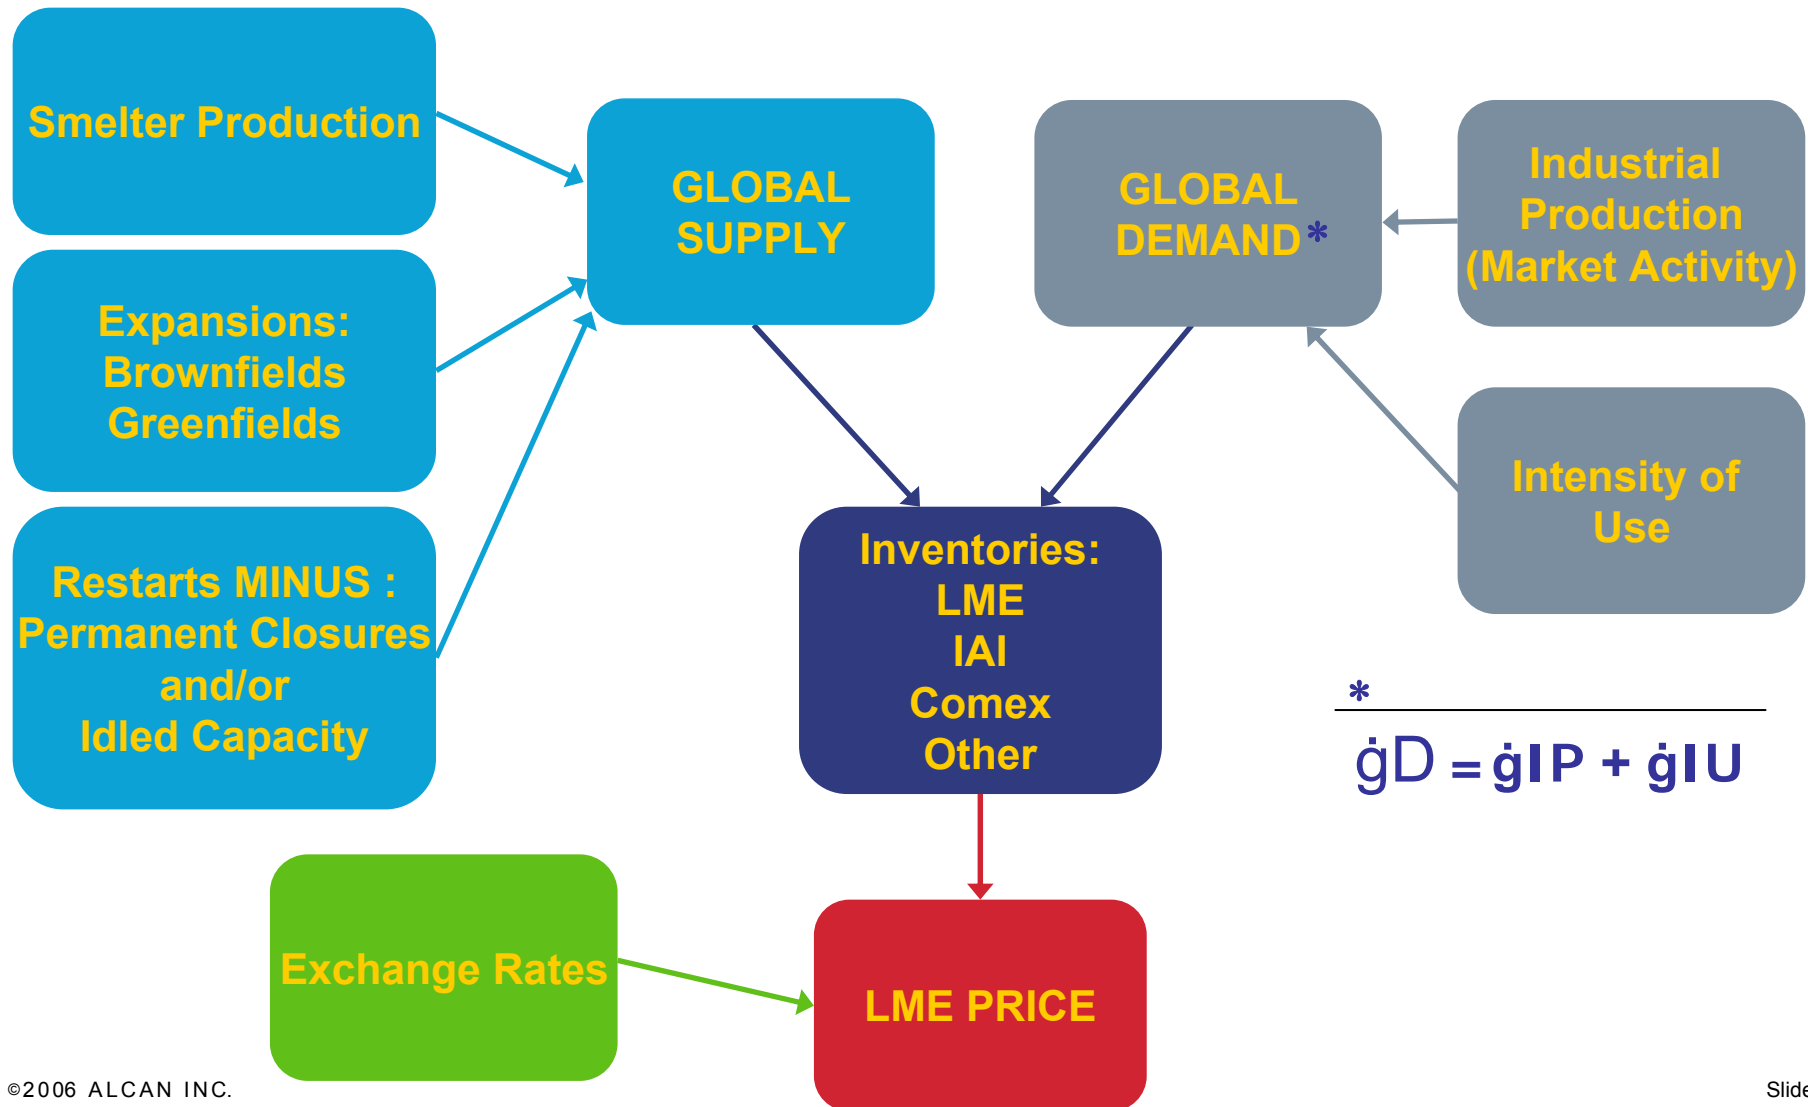 Smelter Production
Expansions:
Brownfields
Greenfields
Restarts MINUS :
Permanent Closures
and/or
Idled Capacity
GLOBAL
SUPPLY
GLOBAL
DEMAND*
Industrial
Production
(Market Activity)
Intensity of
Use
Inventories:
LME
IAI
Comex
Other
*
ġD = ġIP + ġIU
Exchange Rates
LME PRICE
©2006 ALCAN INC.
Slide